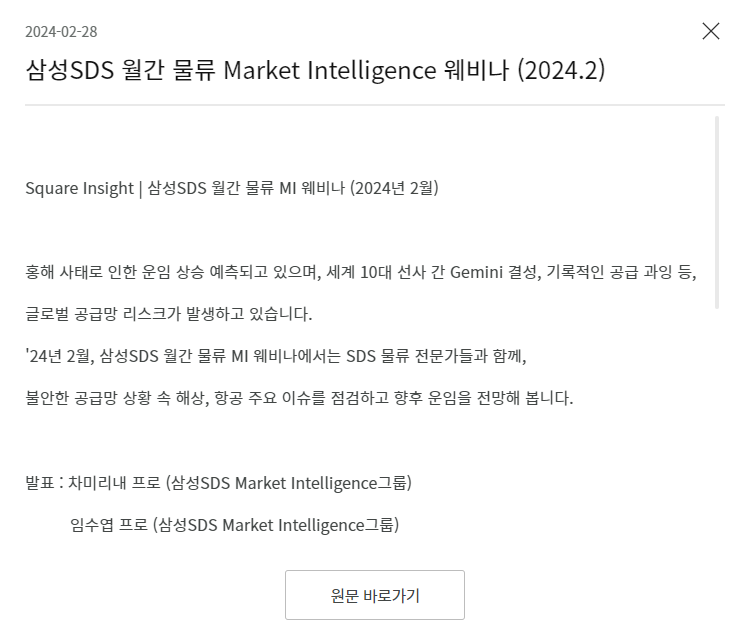 2024-02-28
삼성SDS 월간 물류 Market Intelligence 웨비나 (2024.2)
Square Insight | 삼성SDS 월간 물류 MI 웨비나 (2024년 2월)
홍해 사태로 인한 운임 상승 예측되고 있으며, 세계 10대 선사 간 Gemini 결성, 기록적인 공급 과잉 등,
글로벌 공급망 리스크가 발생하고 있습니다.
'24년 2월, 삼성SDS 월간 물류 MI 웨비나에서는 SDS 물류 전문가들과 함께,
불안한 공급망 상황 속 해상, 항공 주요 이슈를 점검하고 향후 운임을 전망해 봅니다.
발표 : 차미리내 프로 (삼성SDS Market Intelligence그룹)
임수엽 프로 (삼성SDS Market Intelligence그룹)
원문 바로가기